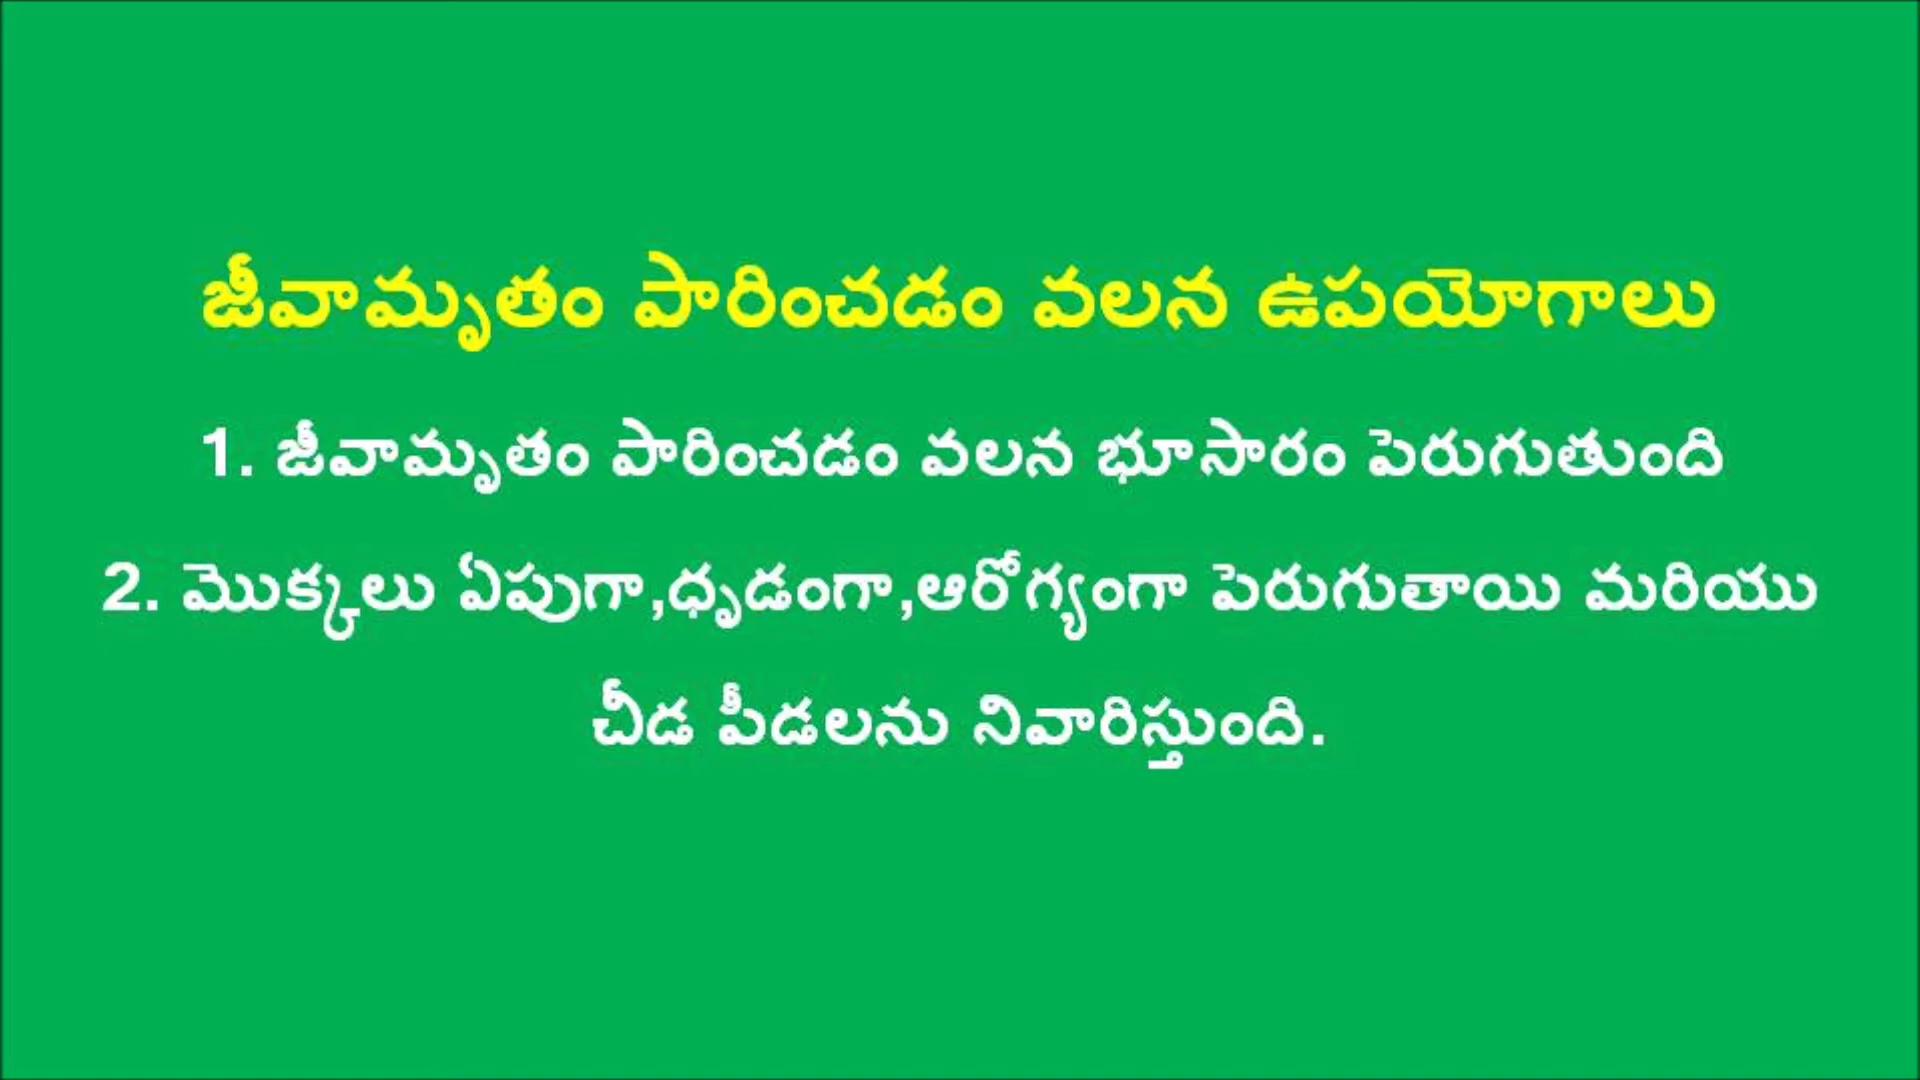 జీవామృతం పారించడం వలన ఉపయోగాలు
1. జీవామృతం పారించడం వలన భూసారం పెరుగుతుంది
2. మొక్కలు ఏపుగా,ధృడంగా,ఆరోగ్యంగా పెరుగుతాయి మరియు
చీడ పీడలను నివారిస్తుంది.